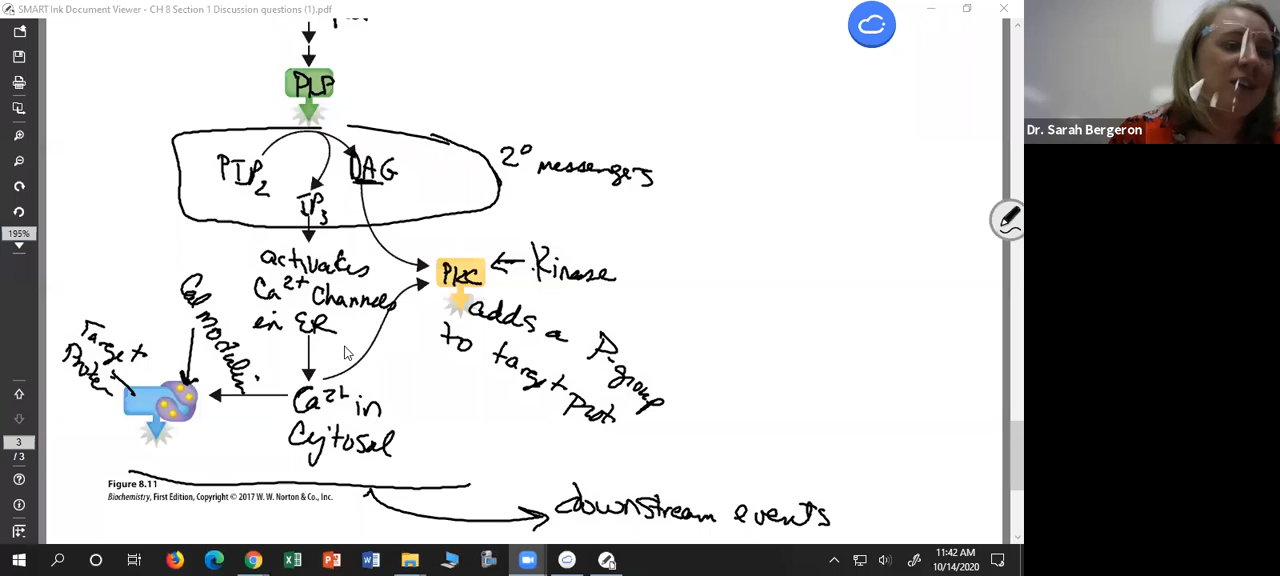 SMART Ink Document Viewer - CH 8 Section 1 Discussion questions (1).pdf
PLP
PIP2
DAG
2° messengers
IP3
activates
Ca2+ Channels
in ER
PKC
← Kinase
adds a
P-group
to target
Prot
Calmodulin
Target
Protein
Ca2+ in
Cytosol
Figure 8.11
Biochemistry, First Edition, Copyright © 2017 W. W. Norton & Co., Inc.
downstream events
195%
3
/ 3
Dr. Sarah Bergeron
11:42 AM
10/14/2020